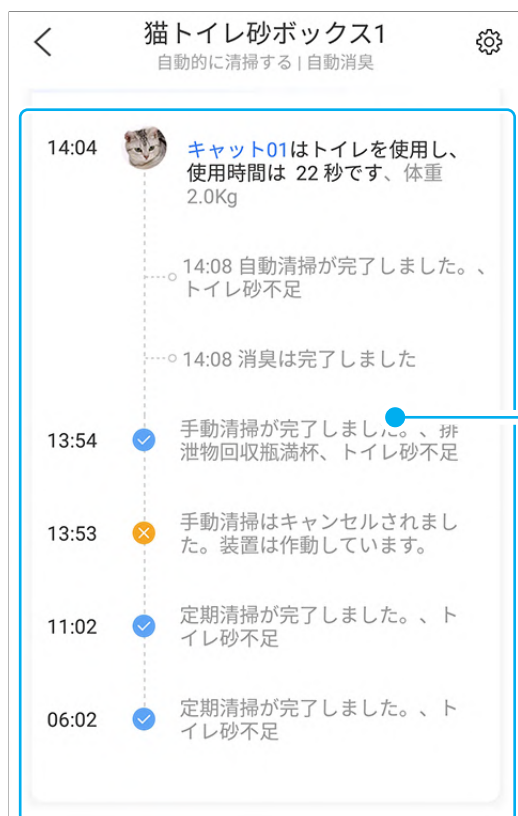 猫トイレ砂ボックス1
自動的に清掃する | 自動消臭
14:04
キャット01はトイレを使用し、
使用時間は 22 秒です、体重
2.0Kg
14:08 自動清掃が完了しました。、
トイレ砂不足
14:08 消臭は完了しました
13:54
手動清掃が完了しました。、排
泄物回収瓶満杯、トイレ砂不足
13:53
手動清掃はキャンセルされまし
た。装置は作動しています。
11:02
定期清掃が完了しました。、ト
イレ砂不足
06:02
定期清掃が完了しました。、ト
イレ砂不足